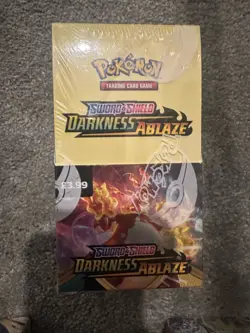 POKÉMON
TRADING CARD GAME
SWORD & SHIELD
DARKNESS ABLAZE
£3.99
SWORD & SHIELD
DARKNESS ABLAZE